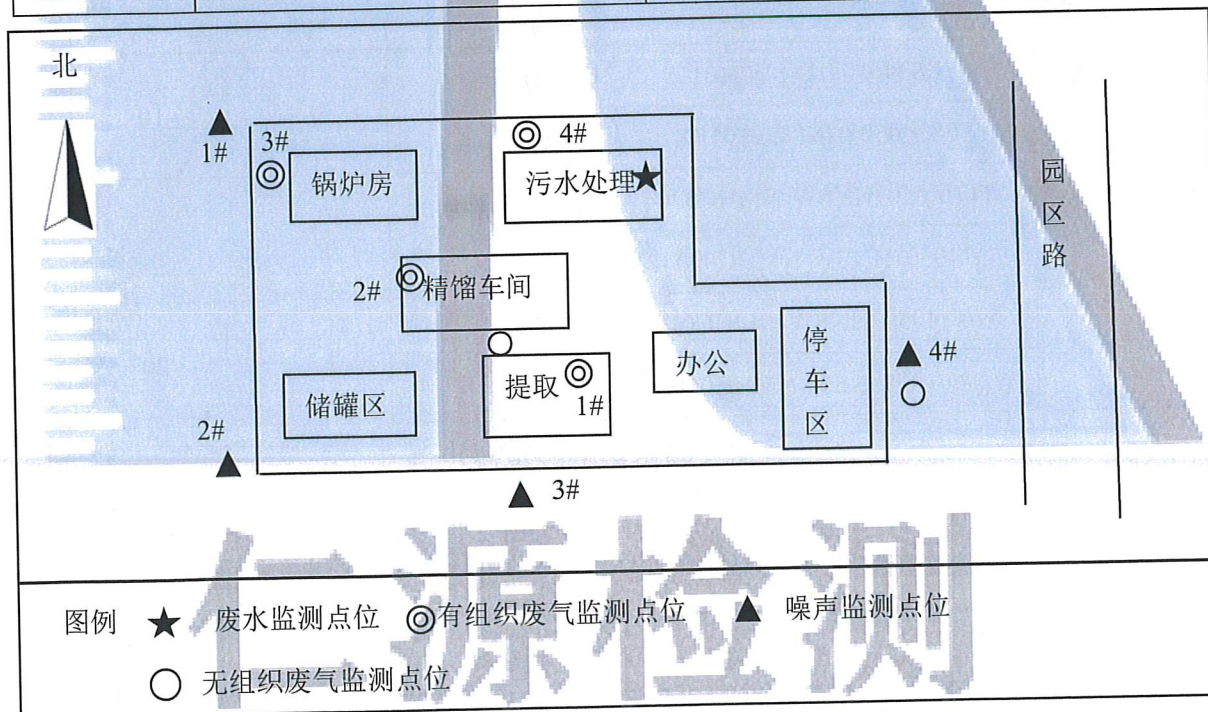 北
1#
3#
4#
锅炉房
污水处理
园区路
2#
精馏车间
提取
1#
办公
停车区
4#
储罐区
2#
3#
图例 ★ 废水监测点位 ◎有组织废气监测点位 ▲ 噪声监测点位
○ 无组织废气监测点位
仁源检测